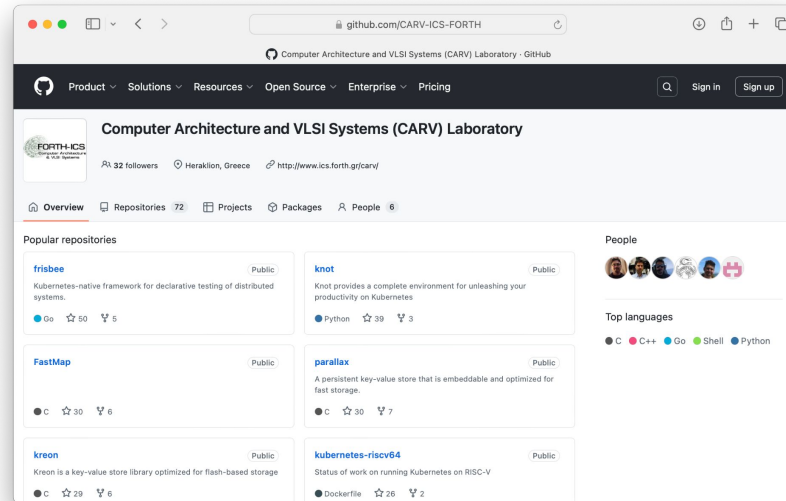 github.com/CARV-ICS-FORTH
Computer Architecture and VLSI Systems (CARV) Laboratory · GitHub
Product Solutions Resources Open Source Enterprise Pricing Sign in Sign up
FORTH-ICS
Computer Architecture
& VLSI Systems
Computer Architecture and VLSI Systems (CARV) Laboratory
32 followers Heraklion, Greece http://www.ics.forth.gr/carv/
Overview Repositories 72 Projects Packages People 6
Popular repositories
frisbee Public
Kubernetes-native framework for declarative testing of distributed
systems.
Go 50 5
knot Public
Knot provides a complete environment for unleashing your
productivity on Kubernetes
Python 39 3
FastMap Public
C 30 6
parallax Public
A persistent key-value store that is embeddable and optimized for
fast storage.
C 30 7
kreon Public
Kreon is a key-value store library optimized for flash-based storage
C 29 6
kubernetes-riscv64 Public
Status of work on running Kubernetes on RISC-V
Dockerfile 26 2
People
Top languages
C C++ Go Shell Python